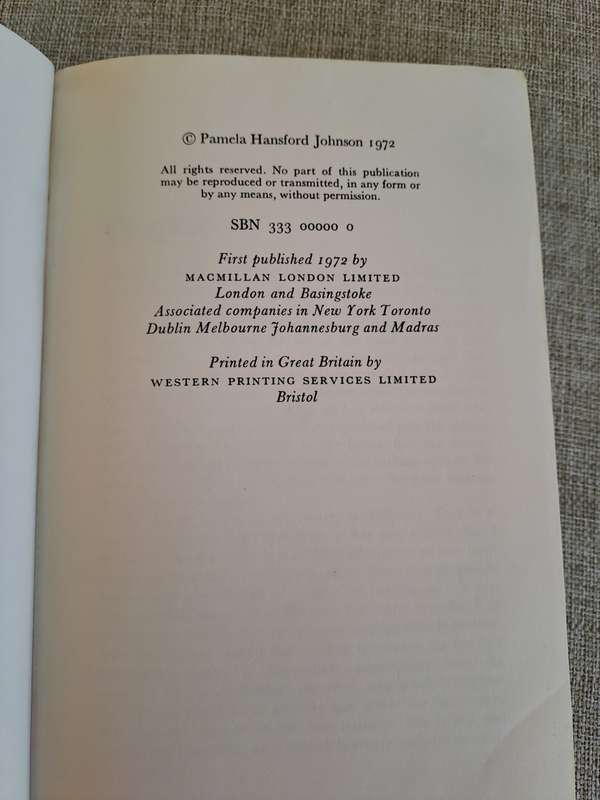 © Pamela Hansford Johnson 1972
All rights reserved. No part of this publication
may be reproduced or transmitted, in any form or
by any means, without permission.
SBN 333 00000 0
First published 1972 by
MACMILLAN LONDON LIMITED
London and Basingstoke
Associated companies in New York Toronto
Dublin Melbourne Johannesburg and Madras
Printed in Great Britain by
WESTERN PRINTING SERVICES LIMITED
Bristol